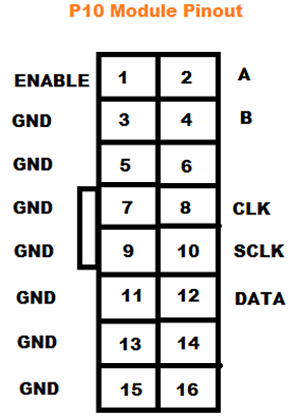 P10 Module Pinout
ENABLE 1 2 A
GND 3 4 B
GND 5 6
GND 7 8 CLK
GND 9 10 SCLK
GND 11 12 DATA
GND 13 14
GND 15 16